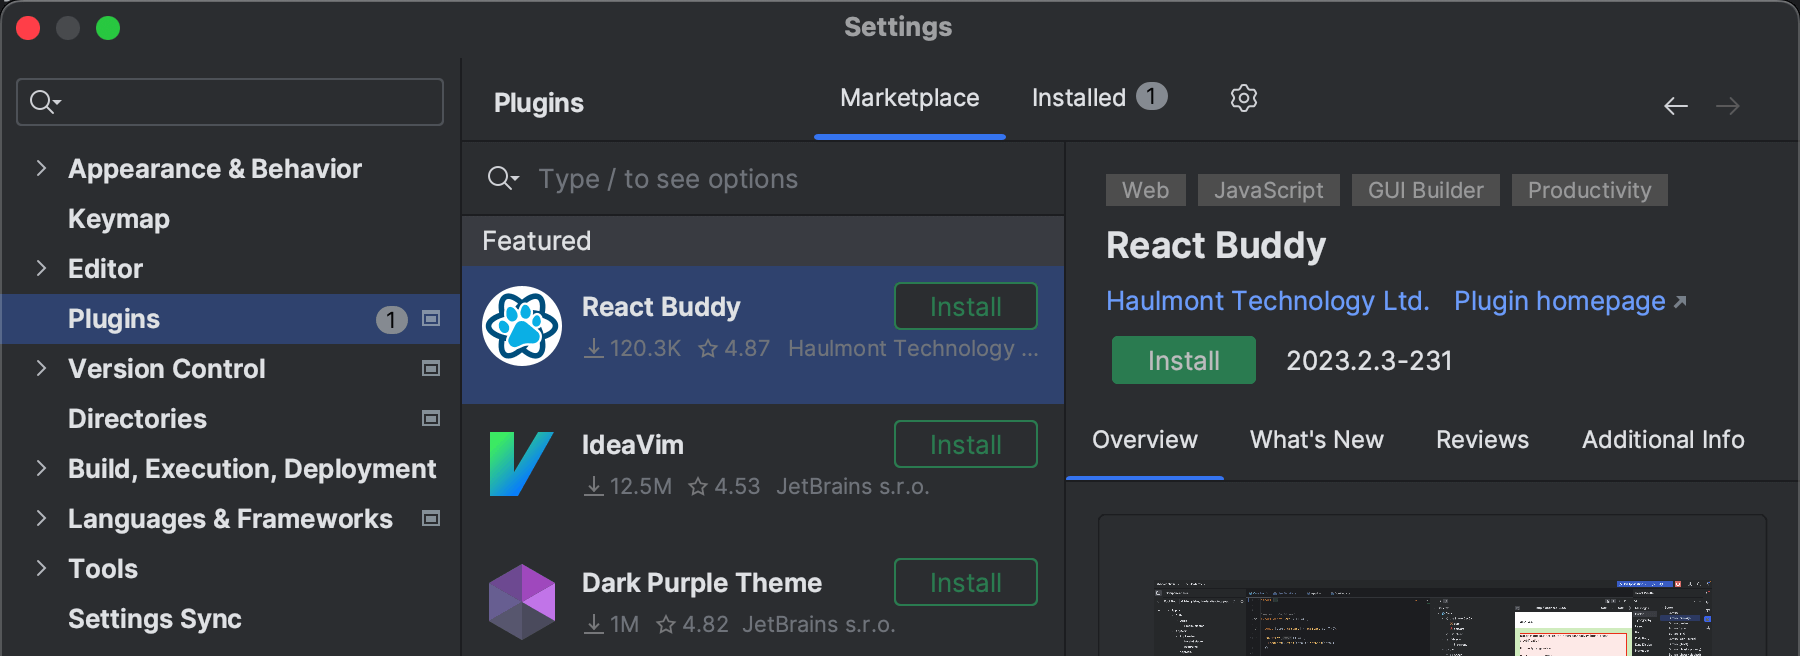 Settings
Appearance & Behavior
Keymap
Editor
Plugins 1
Version Control
Directories
Build, Execution, Deployment
Languages & Frameworks
Tools
Settings Sync
Plugins
Marketplace
Installed 1
Type / to see options
Featured
React Buddy
Install
120.3K 4.87 Haulmont Technology ...
IdeaVim
Install
12.5M 4.53 JetBrains s.r.o.
Dark Purple Theme
Install
1M 4.82 JetBrains s.r.o.
Web JavaScript GUI Builder Productivity
React Buddy
Haulmont Technology Ltd. Plugin homepage
Install 2023.2.3-231
Overview What's New Reviews Additional Info